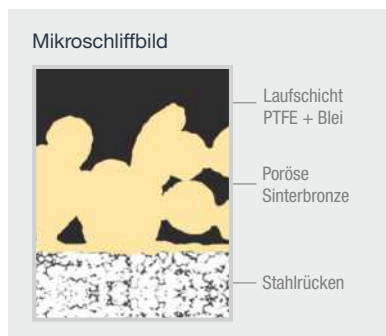 Mikroschliffbild
Laufschicht
PTFE + Blei
Poröse
Sinterbronze
Stahlrücken